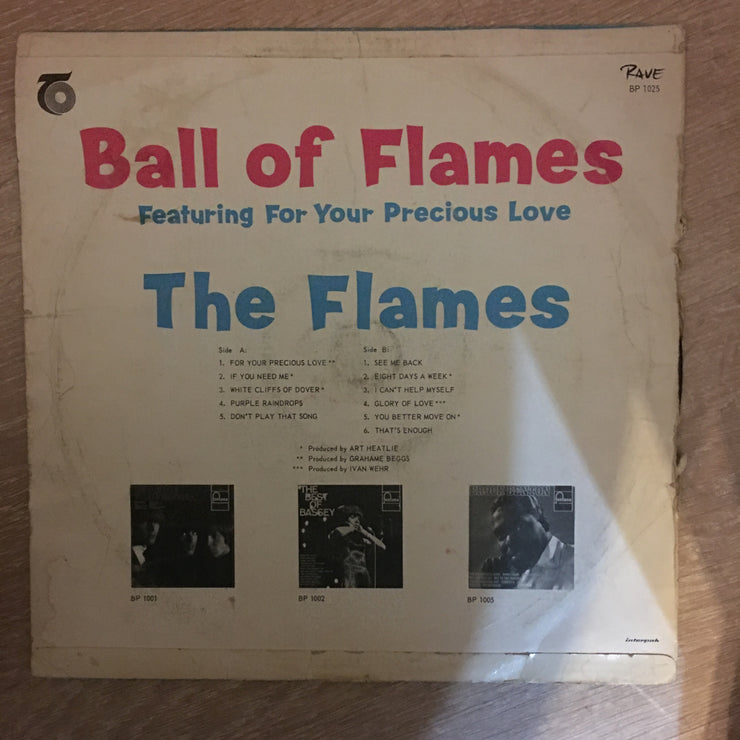 RAVE
BP 1025
Ball of Flames
Featuring For Your Precious Love
The Flames
Side A:
1. FOR YOUR PRECIOUS LOVE **
2. IF YOU NEED ME *
3. WHITE CLIFFS OF DOVER *
4. PURPLE RAINDROPS
5. DON'T PLAY THAT SONG
Side B:
1. SEE ME BACK
2. EIGHT DAYS A WEEK *
3. I CAN'T HELP MYSELF
4. GLORY OF LOVE ***
5. YOU BETTER MOVE ON *
6. THAT'S ENOUGH
* Produced by ART HEATLIE
** Produced by GRAHAME BEGGS
*** Produced by IVAN WEHR
THE BEST OF BASSEY
BROOK BENTON
BP 1001
BP 1002
BP 1005
interpak